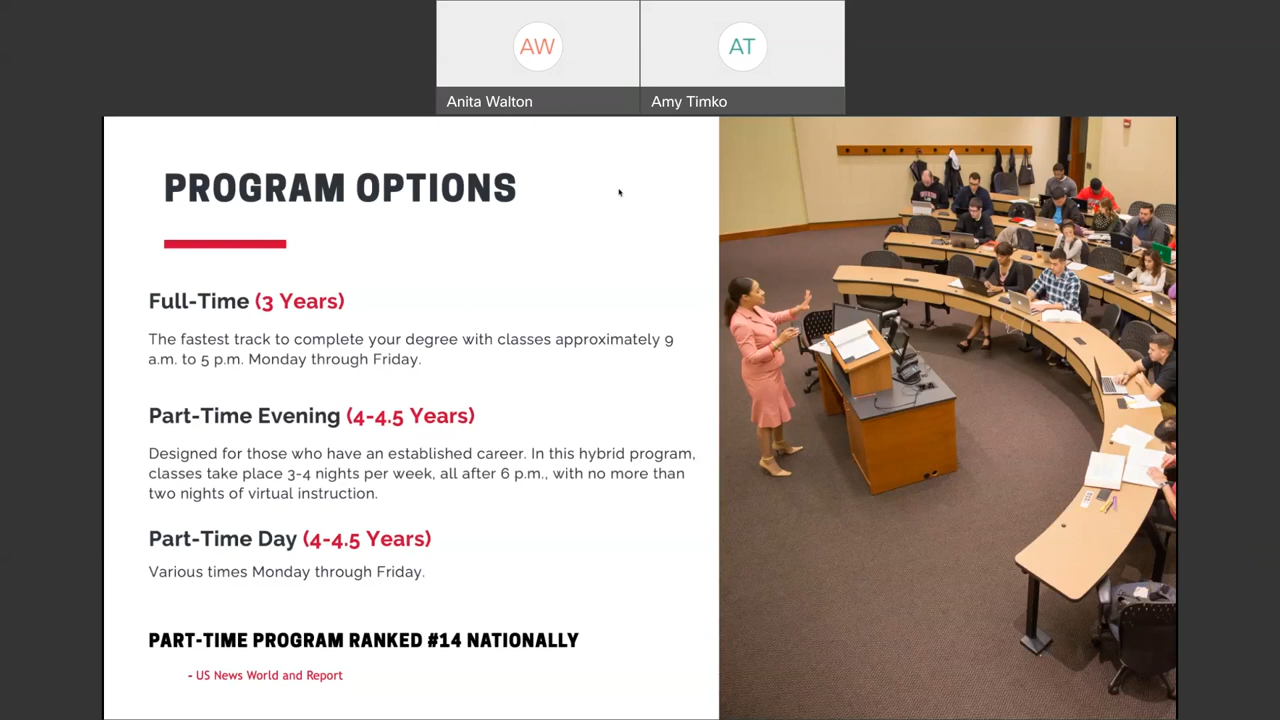 AW
AT
Anita Walton
Amy Timko
PROGRAM OPTIONS
Full-Time (3 Years)
The fastest track to complete your degree with classes approximately 9
a.m. to 5 p.m. Monday through Friday.
Part-Time Evening (4-4.5 Years)
Designed for those who have an established career. In this hybrid program,
classes take place 3-4 nights per week, all after 6 p.m., with no more than
two nights of virtual instruction.
Part-Time Day (4-4.5 Years)
Various times Monday through Friday.
PART-TIME PROGRAM RANKED #14 NATIONALLY
- US News World and Report